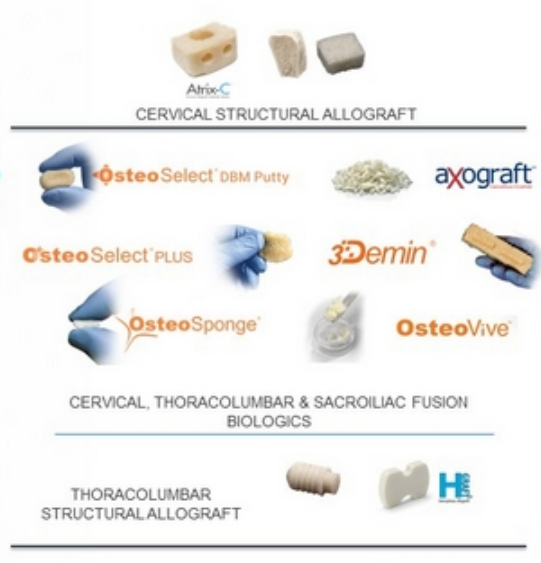 Atrix-C
CERVICAL STRUCTURAL ALLOGRAFT
OsteoSelect® DBM Putty
axograft™
OsteoSelect® PLUS
3Demin®
OsteoSponge®
OsteoVive®
CERVICAL, THORACOLUMBAR & SACROILIAC FUSION
BIOLOGICS
THORACOLUMBAR
STRUCTURAL ALLOGRAFT